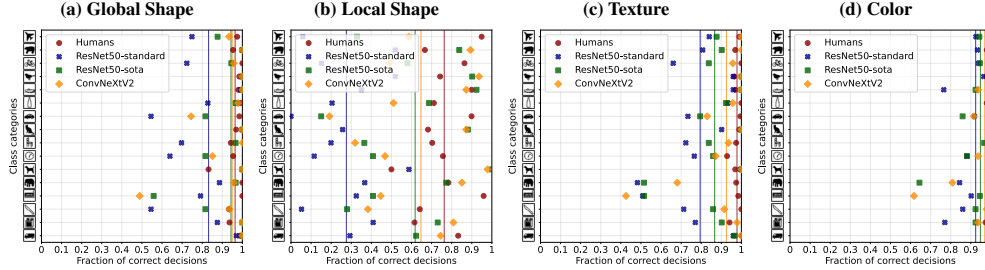 (a) Global Shape
(b) Local Shape
(c) Texture
(d) Color
Class categories
Humans
ResNet50-standard
ResNet50-sota
ConvNeXtV2
0 0.1 0.2 0.3 0.4 0.5 0.6 0.7 0.8 0.9 1
Fraction of correct decisions
Class categories
Humans
ResNet50-standard
ResNet50-sota
ConvNeXtV2
0 0.1 0.2 0.3 0.4 0.5 0.6 0.7 0.8 0.9 1
Fraction of correct decisions
Class categories
Humans
ResNet50-standard
ResNet50-sota
ConvNeXtV2
0 0.1 0.2 0.3 0.4 0.5 0.6 0.7 0.8 0.9 1
Fraction of correct decisions
Class categories
Humans
ResNet50-standard
ResNet50-sota
ConvNeXtV2
0 0.1 0.2 0.3 0.4 0.5 0.6 0.7 0.8 0.9
Fraction of correct decisions